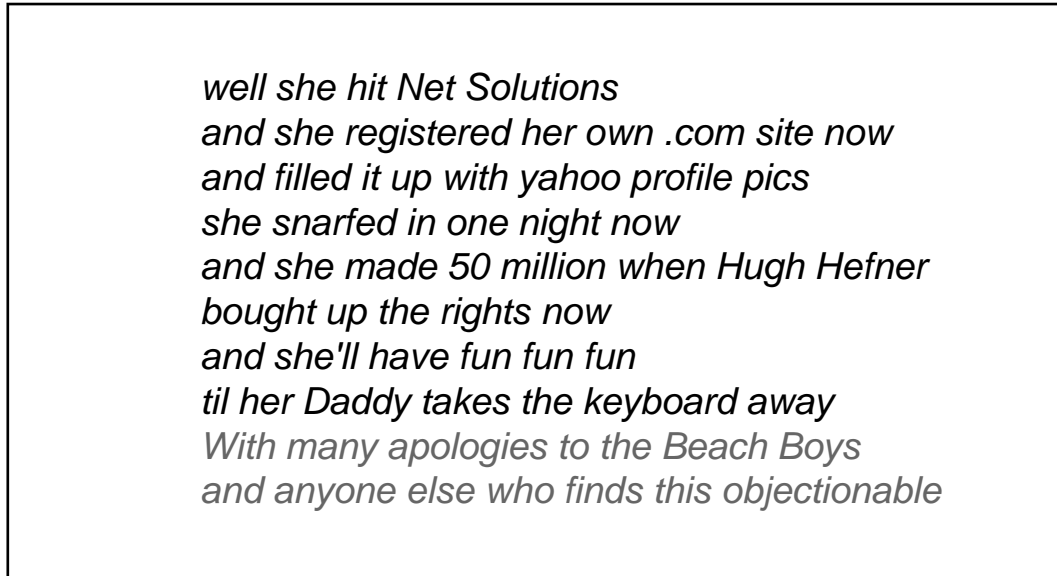 well she hit Net Solutions
and she registered her own .com site now
and filled it up with yahoo profile pics
she snarfed in one night now
and she made 50 million when Hugh Hefner
bought up the rights now
and she'll have fun fun fun
til her Daddy takes the keyboard away
With many apologies to the Beach Boys
and anyone else who finds this objectionable